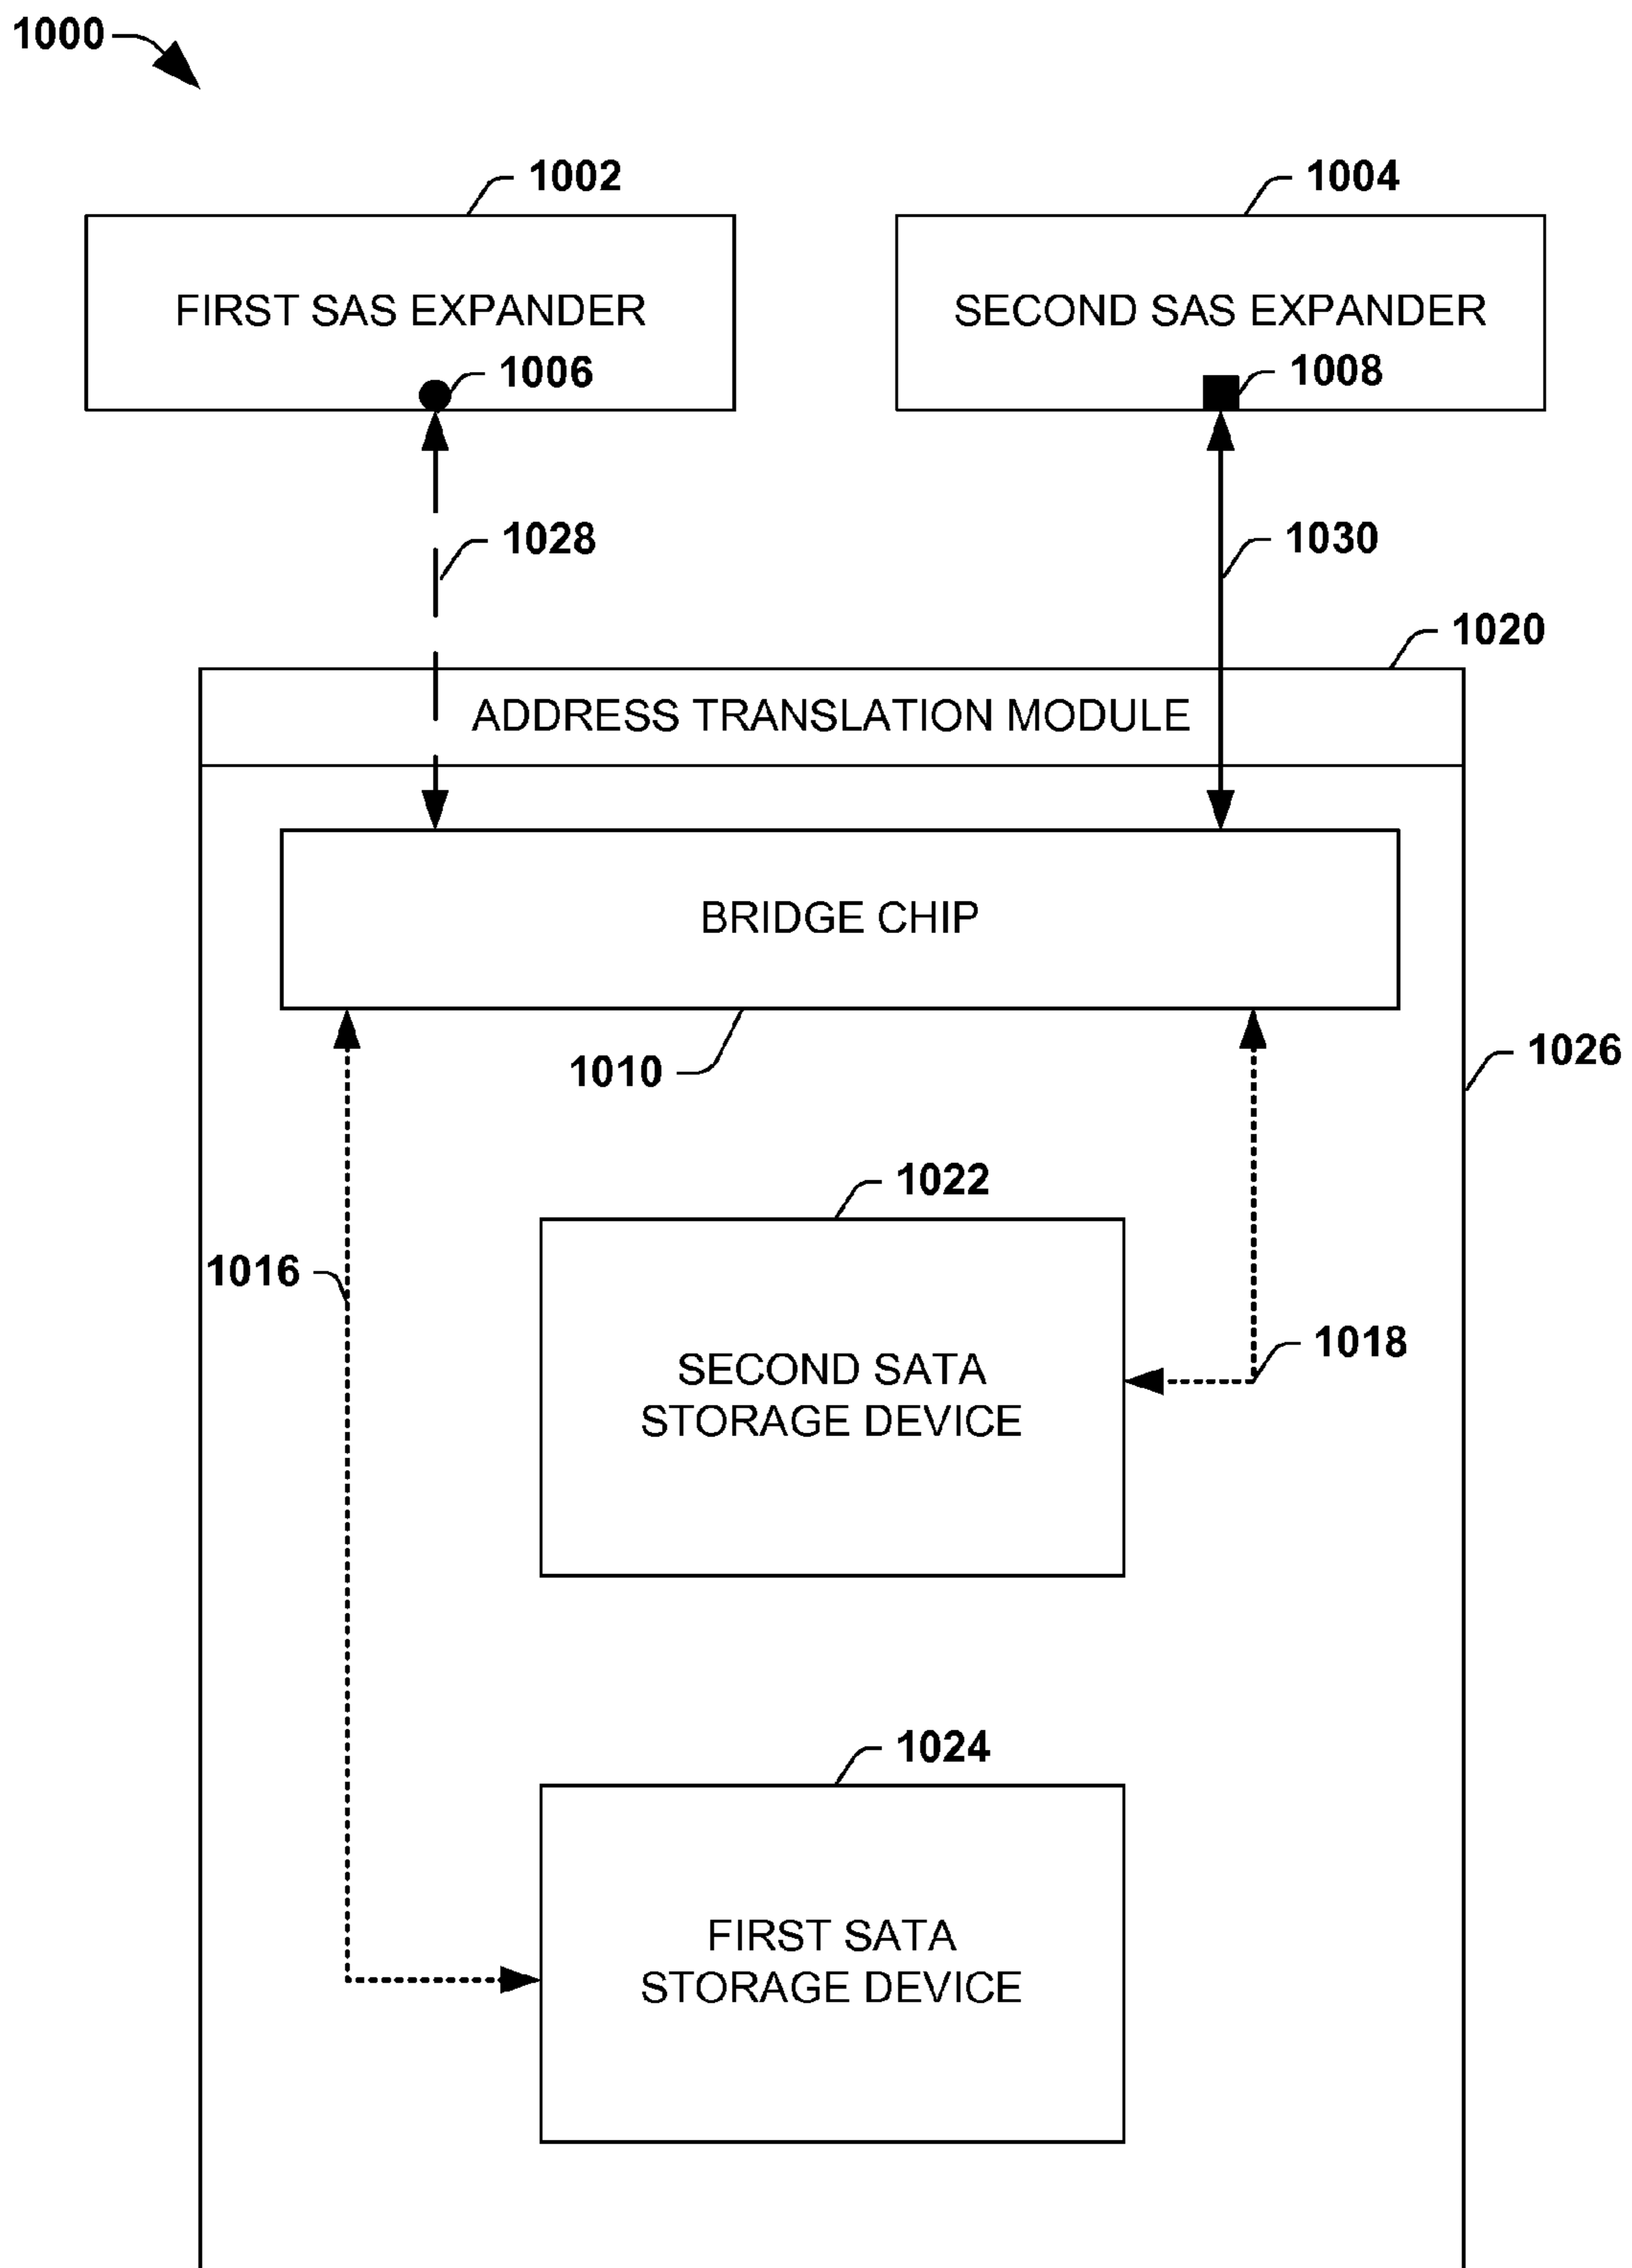 1000
1002
1004
FIRST SAS EXPANDER
SECOND SAS EXPANDER
1006
1008
1028
1030
1020
ADDRESS TRANSLATION MODULE
BRIDGE CHIP
1010
1026
1022
1016
SECOND SATA
STORAGE DEVICE
1018
1024
FIRST SATA
STORAGE DEVICE